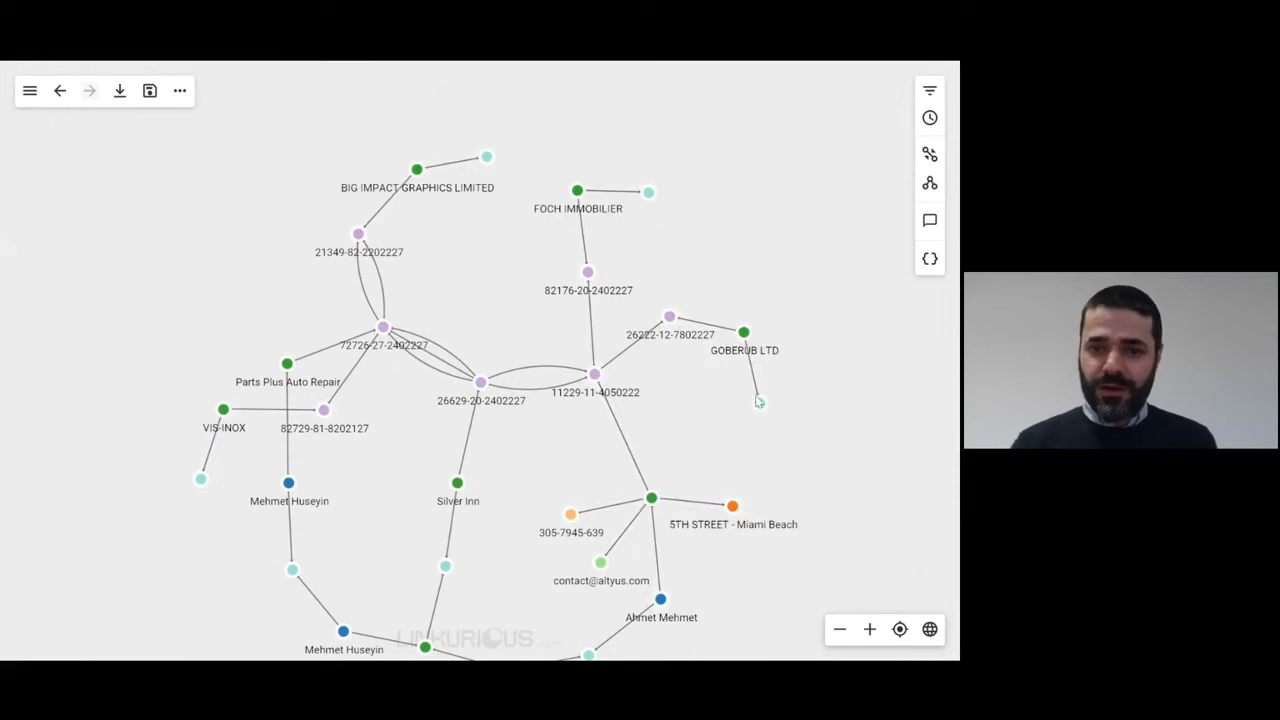 BIG IMPACT GRAPHICS LIMITED
FOCH IMMOBILIER
21349-82-2202227
82176-20-2402227
26222-12-7802227
72726-27-2402227
GOBERUB LTD
Parts Plus Auto Repair
26629-20-2402227
11229-11-4050222
VIS-INOX
82729-81-8202127
Mehmet Huseyin
Silver Inn
305-7945-639
5TH STREET - Miami Beach
contact@altyus.com
Ahmet Mehmet
LINKURIOUS
Mehmet Huseyin